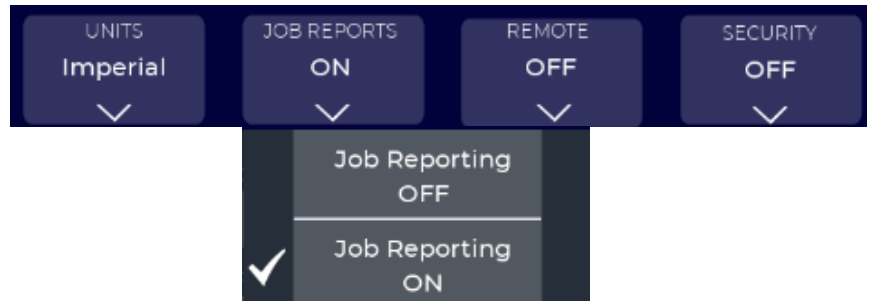 UNITS JOB REPORTS REMOTE SECURITY
Imperial ON OFF OFF
Job Reporting
OFF
Job Reporting
ON